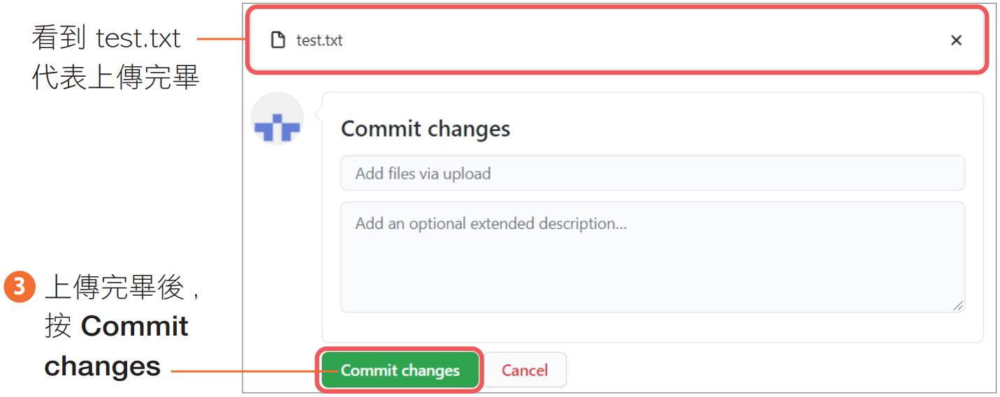 看到 test.txt
代表上傳完畢
test.txt
Commit changes
Add files via upload
Add an optional extended description...
3 上傳完畢後，
按 Commit
changes
Commit changes
Cancel